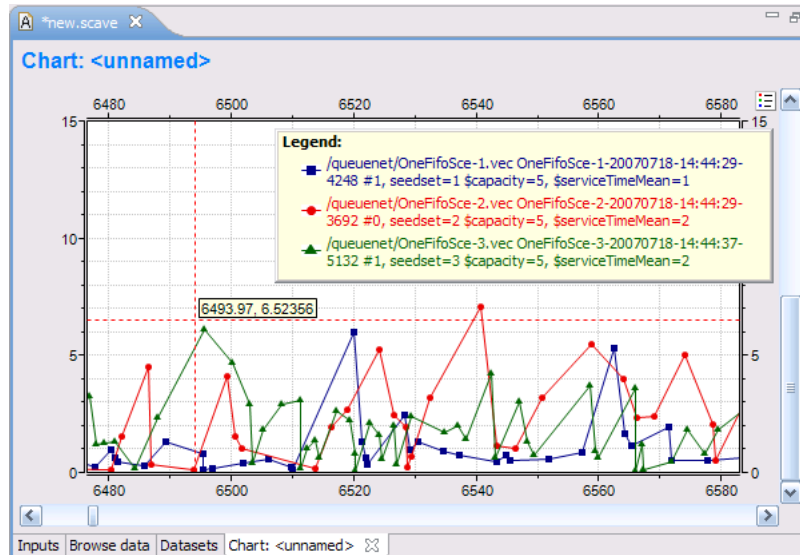 *new.scave
Chart: <unnamed>
6480 6500 6520 6540 6560 6580
15 15
Legend:
/queuenet/OneFifoSce-1.vec OneFifoSce-1-20070718-14:44:29-
4248 #1, seedset=1 $capacity=5, $serviceTimeMean=1
/queuenet/OneFifoSce-2.vec OneFifoSce-2-20070718-14:44:29-
3692 #0, seedset=2 $capacity=5, $serviceTimeMean=2
/queuenet/OneFifoSce-3.vec OneFifoSce-3-20070718-14:44:37-
5132 #1, seedset=3 $capacity=5, $serviceTimeMean=2
10 10
6493.97, 6.52356
5 5
0 0
6480 6500 6520 6540 6560 6580
Inputs Browse data Datasets Chart: <unnamed>